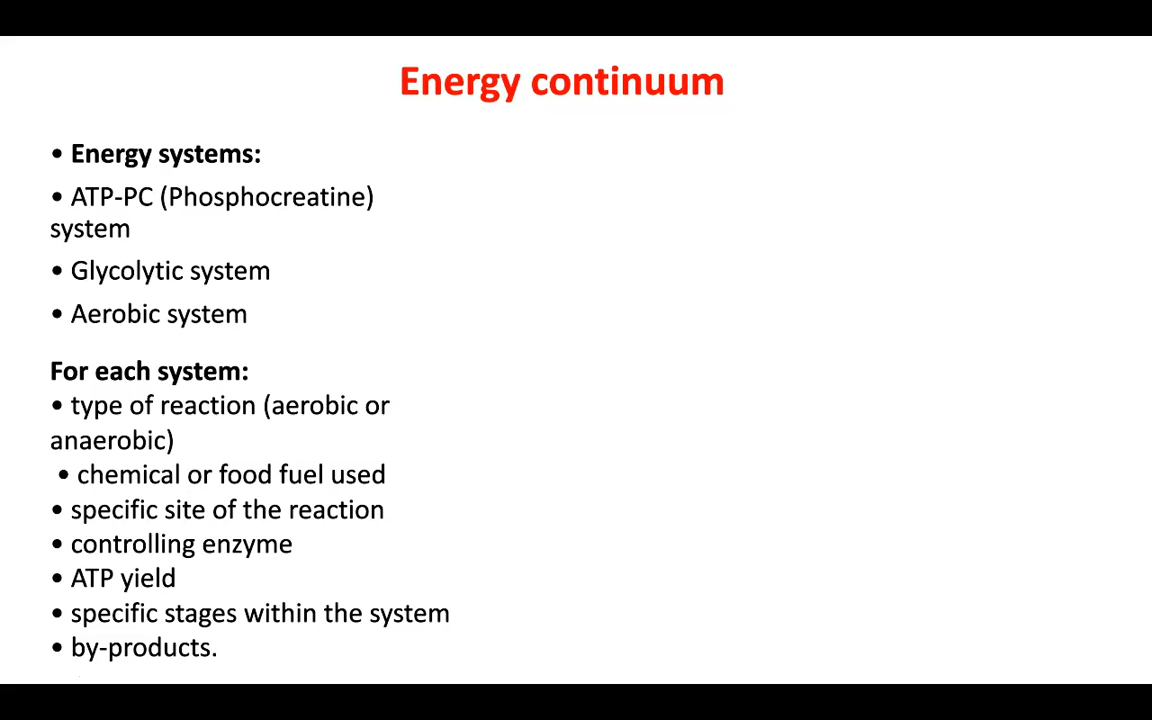 Energy continuum
• Energy systems:
• ATP-PC (Phosphocreatine)
system
• Glycolytic system
• Aerobic system
For each system:
• type of reaction (aerobic or
anaerobic)
• chemical or food fuel used
• specific site of the reaction
• controlling enzyme
• ATP yield
• specific stages within the system
• by-products.